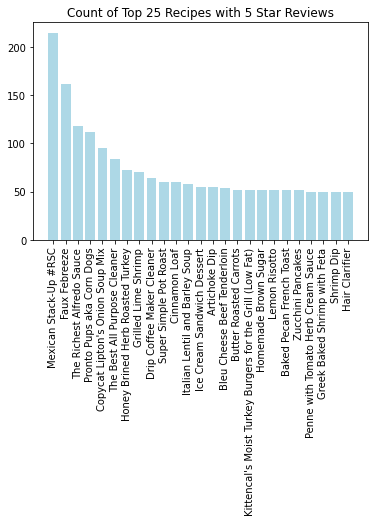 Count of Top 25 Recipes with 5 Star Reviews
200
150
100
50
0
Mexican Stack-Up #RSC
Faux Febreeze
The Richest Alfredo Sauce
Pronto Pups aka Corn Dogs
Copycat Lipton's Onion Soup Mix
The Best All Purpose Cleaner
Honey Brined Herb Roasted Turkey
Grilled Lime Shrimp
Drip Coffee Maker Cleaner
Super Simple Pot Roast
Cinnamon Loaf
Italian Lentil and Barley Soup
Ice Cream Sandwich Dessert
Artichoke Dip
Bleu Cheese Beef Tenderloin
Butter Roasted Carrots
Kittencal's Moist Turkey Burgers for the Grill (Low Fat)
Homemade Brown Sugar
Lemon Risotto
Baked Pecan French Toast
Zucchini Pancakes
Penne with Tomato Herb Cream Sauce
Greek Baked Shrimp with Feta
Shrimp Dip
Hair Clarifier